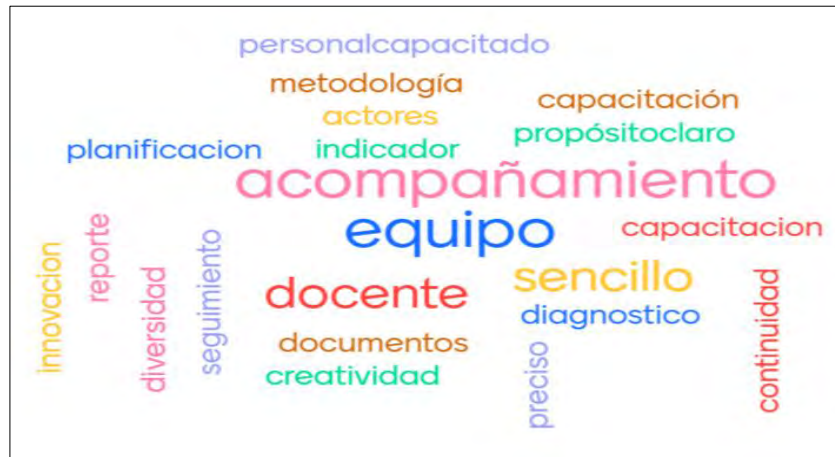 personalcapacitado
metodología
capacitación
actores
propósitoclaro
planificacion
indicador
acompañamiento
equipo
capacitacion
innovacion
reporte
diversidad
seguimiento
docente
sencillo
diagnostico
documentos
creatividad
preciso
continuidad